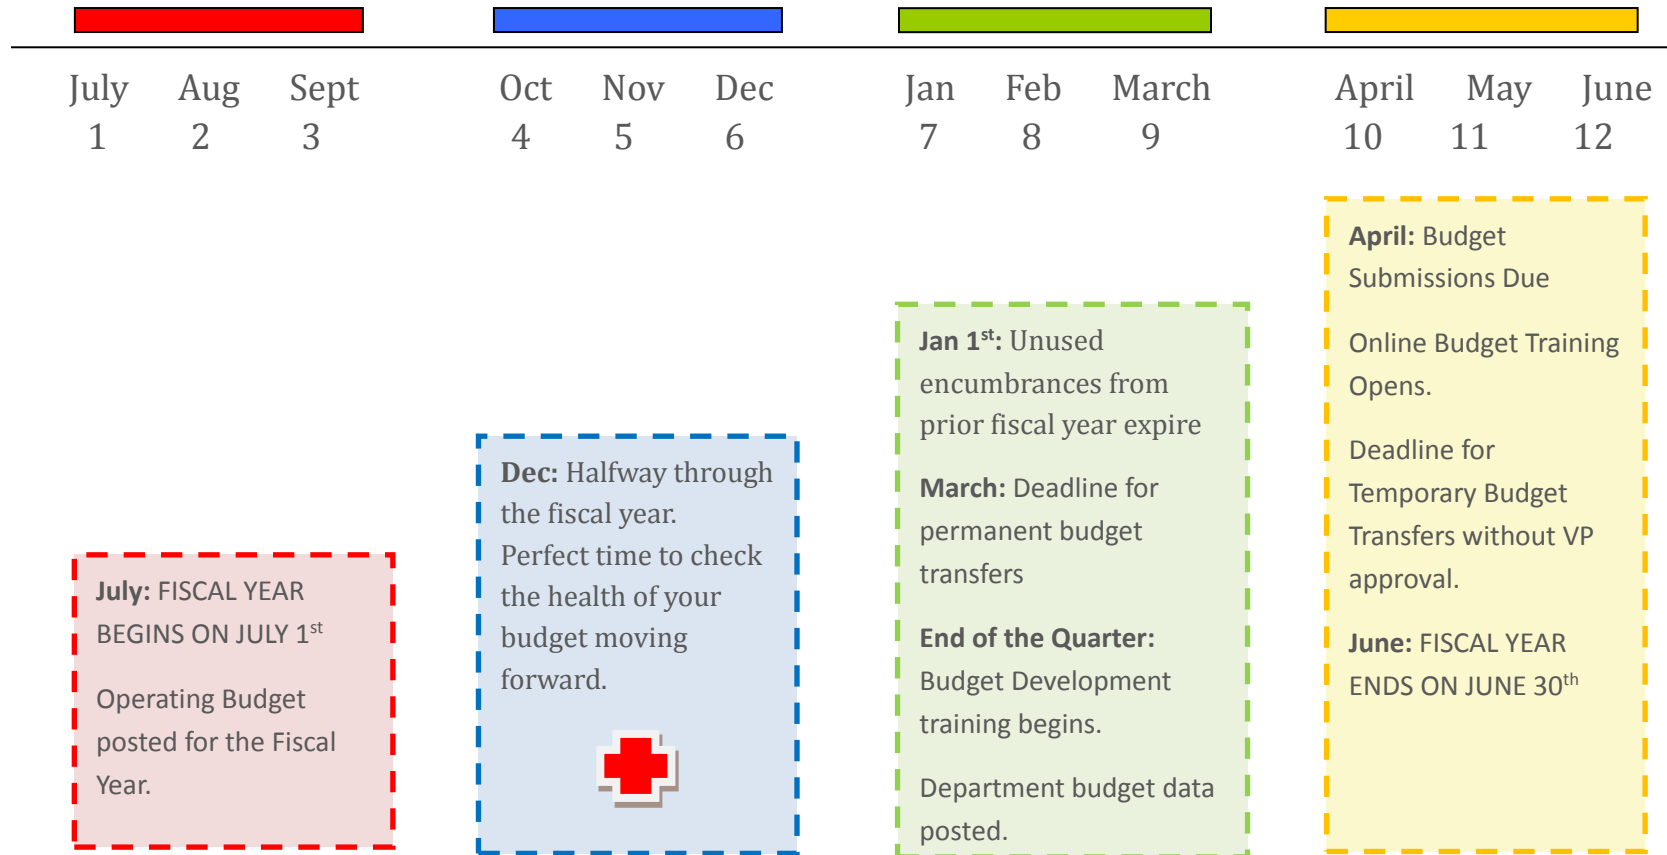 July Aug Sept Oct Nov Dec Jan Feb March April May June
1 2 3 4 5 6 7 8 9 10 11 12
July: FISCAL YEAR
BEGINS ON JULY 1st
Operating Budget
posted for the Fiscal
Year.
Dec: Halfway through
the fiscal year.
Perfect time to check
the health of your
budget moving
forward.
Jan 1st: Unused
encumbrances from
prior fiscal year expire
March: Deadline for
permanent budget
transfers
End of the Quarter:
Budget Development
training begins.
Department budget data
posted.
April: Budget
Submissions Due
Online Budget Training
Opens.
Deadline for
Temporary Budget
Transfers without VP
approval.
June: FISCAL YEAR
ENDS ON JUNE 30th